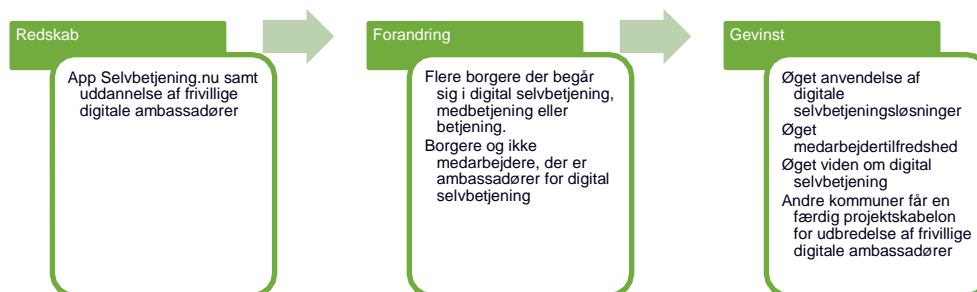 Redskab
App Selvbetjening.nu samt
uddannelse af frivillige
digitale ambassadører
Forandring
Flere borgere der begår
sig i digital selvbetjening,
medbetjening eller
betjening.
Borgere og ikke
medarbejdere, der er
ambassadører for digital
selvbetjening
Gevinst
Øget anvendelse af
digitale
selvbetjeningsløsninger
Øget
medarbejdertilfredshed
Øget viden om digital
selvbetjening
Andre kommuner får en
færdig projektskabelon
for udbredelse af frivillige
digitale ambassadører